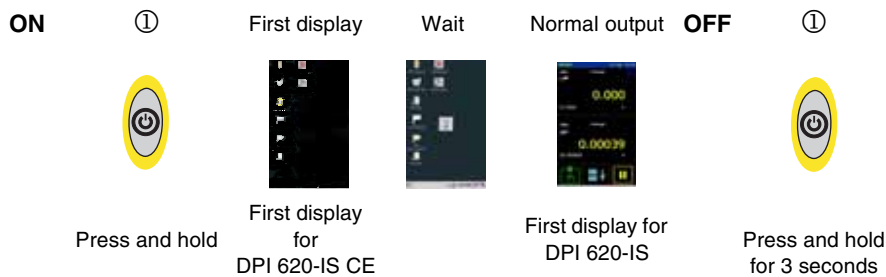 ON ① First display Wait Normal output OFF ①
0.000
0.00039
First display
for
DPI 620-IS CE
Press and hold
First display for
DPI 620-IS
Press and hold
for 3 seconds